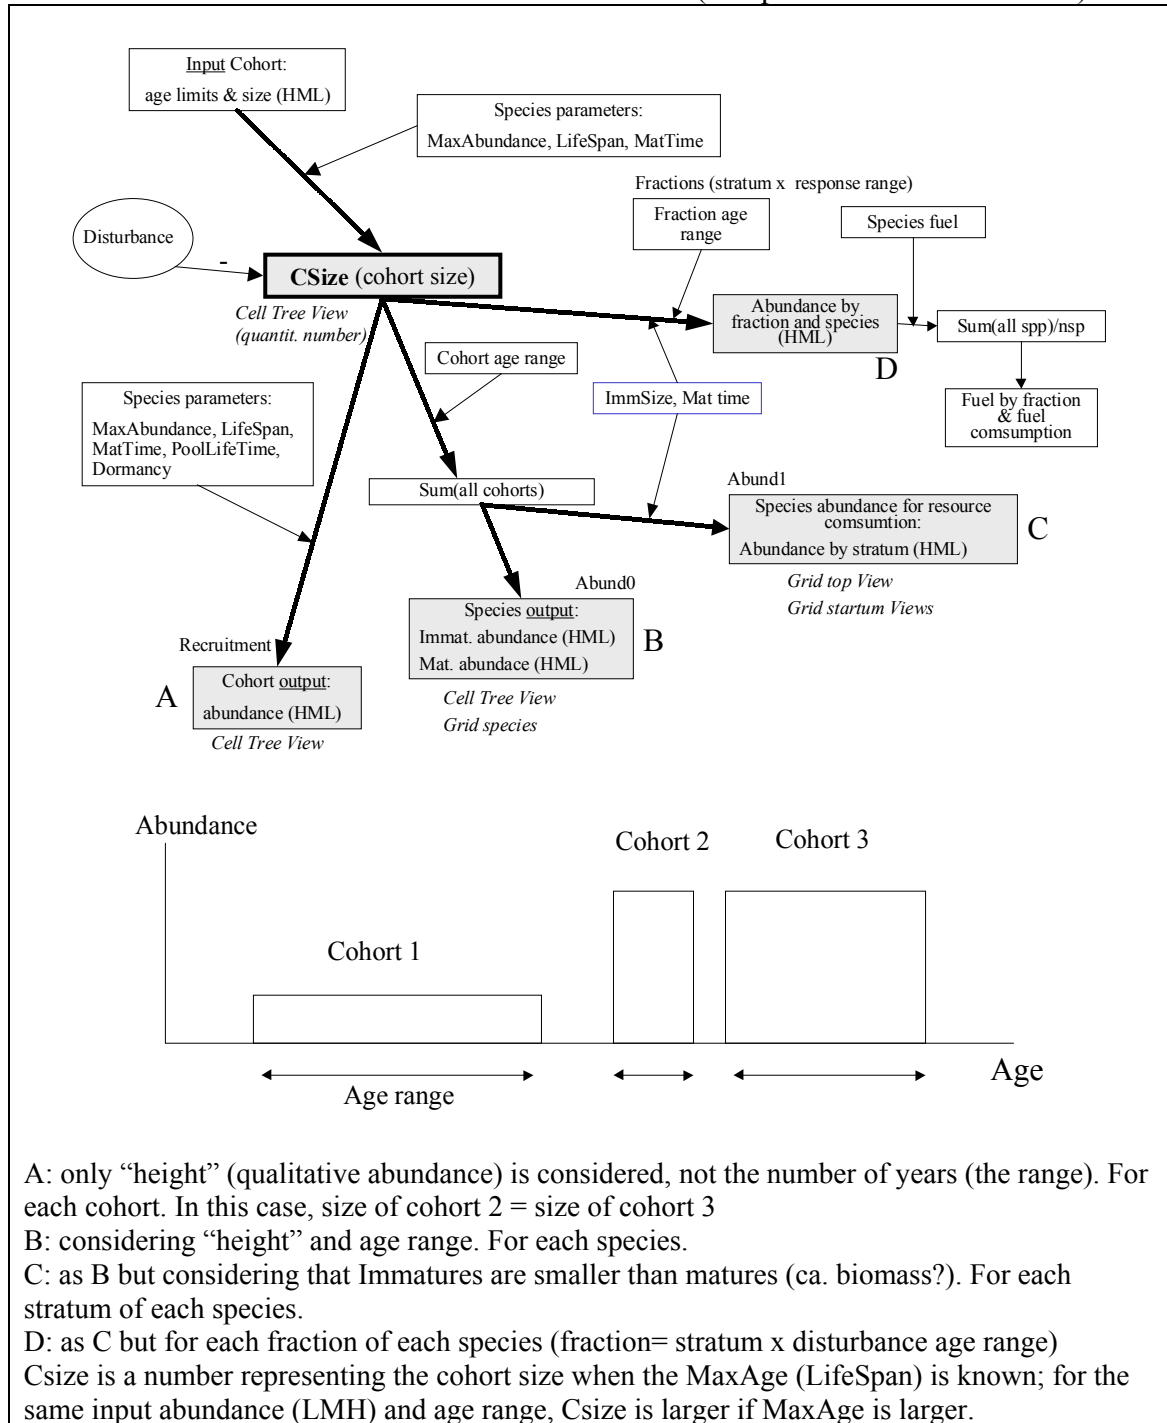 Input Cohort:
age limits & size (HML)
Species parameters:
MaxAbundance, LifeSpan, MatTime
Fractions (stratum x response range)
Fraction age
range
Species fuel
Disturbance
-
CSize (cohort size)
Cell Tree View
(quantit. number)
Abundance by
fraction and species
(HML)
D
Sum(all spp)/nsp
Cohort age range
ImmSize, Mat time
Fuel by fraction
& fuel
comsumption
Species parameters:
MaxAbundance, LifeSpan,
MatTime, PoolLifeTime,
Dormancy
Sum(all cohorts)
Abund1
Species abundance for resource
comsumtion:
Abundance by stratum (HML)
C
Grid top View
Grid startum Views
Abund0
Species output:
Immat. abundance (HML)
Mat. abundace (HML)
B
Cell Tree View
Grid species
Recruitment
A
Cohort output:
abundance (HML)
Cell Tree View
Abundance
Cohort 2
Cohort 3
Cohort 1
Age
Age range
A: only “height” (qualitative abundance) is considered, not the number of years (the range). For
each cohort. In this case, size of cohort 2 = size of cohort 3
B: considering “height” and age range. For each species.
C: as B but considering that Immatures are smaller than matures (ca. biomass?). For each
stratum of each species.
D: as C but for each fraction of each species (fraction= stratum x disturbance age range)
Csize is a number representing the cohort size when the MaxAge (LifeSpan) is known; for the
same input abundance (LMH) and age range, Csize is larger if MaxAge is larger.